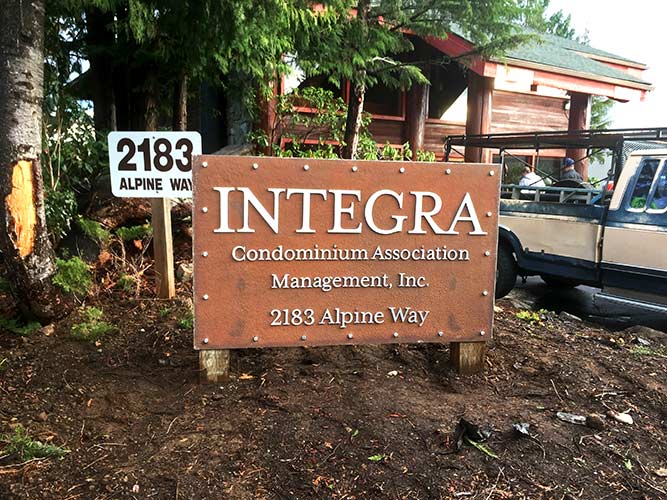 2183
ALPINE WAY
INTEGRA
Condominium Association
Management, Inc.
2183 Alpine Way